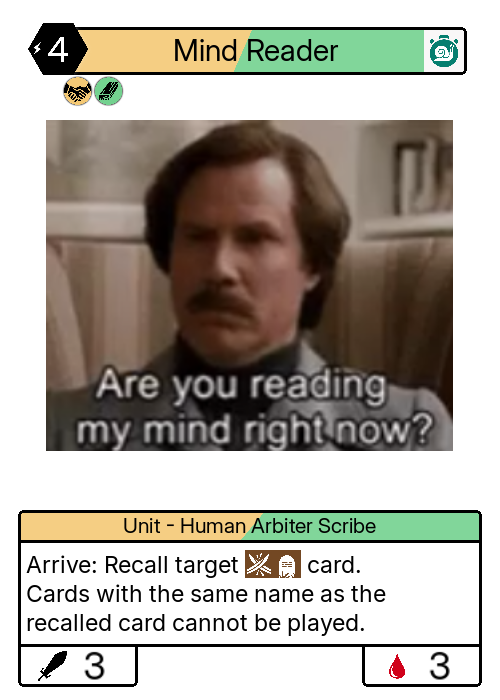 4 Mind Reader
Are you reading
my mind right now?
Unit - Human Arbiter Scribe
Arrive: Recall target card.
Cards with the same name as the
recalled card cannot be played.
3 3